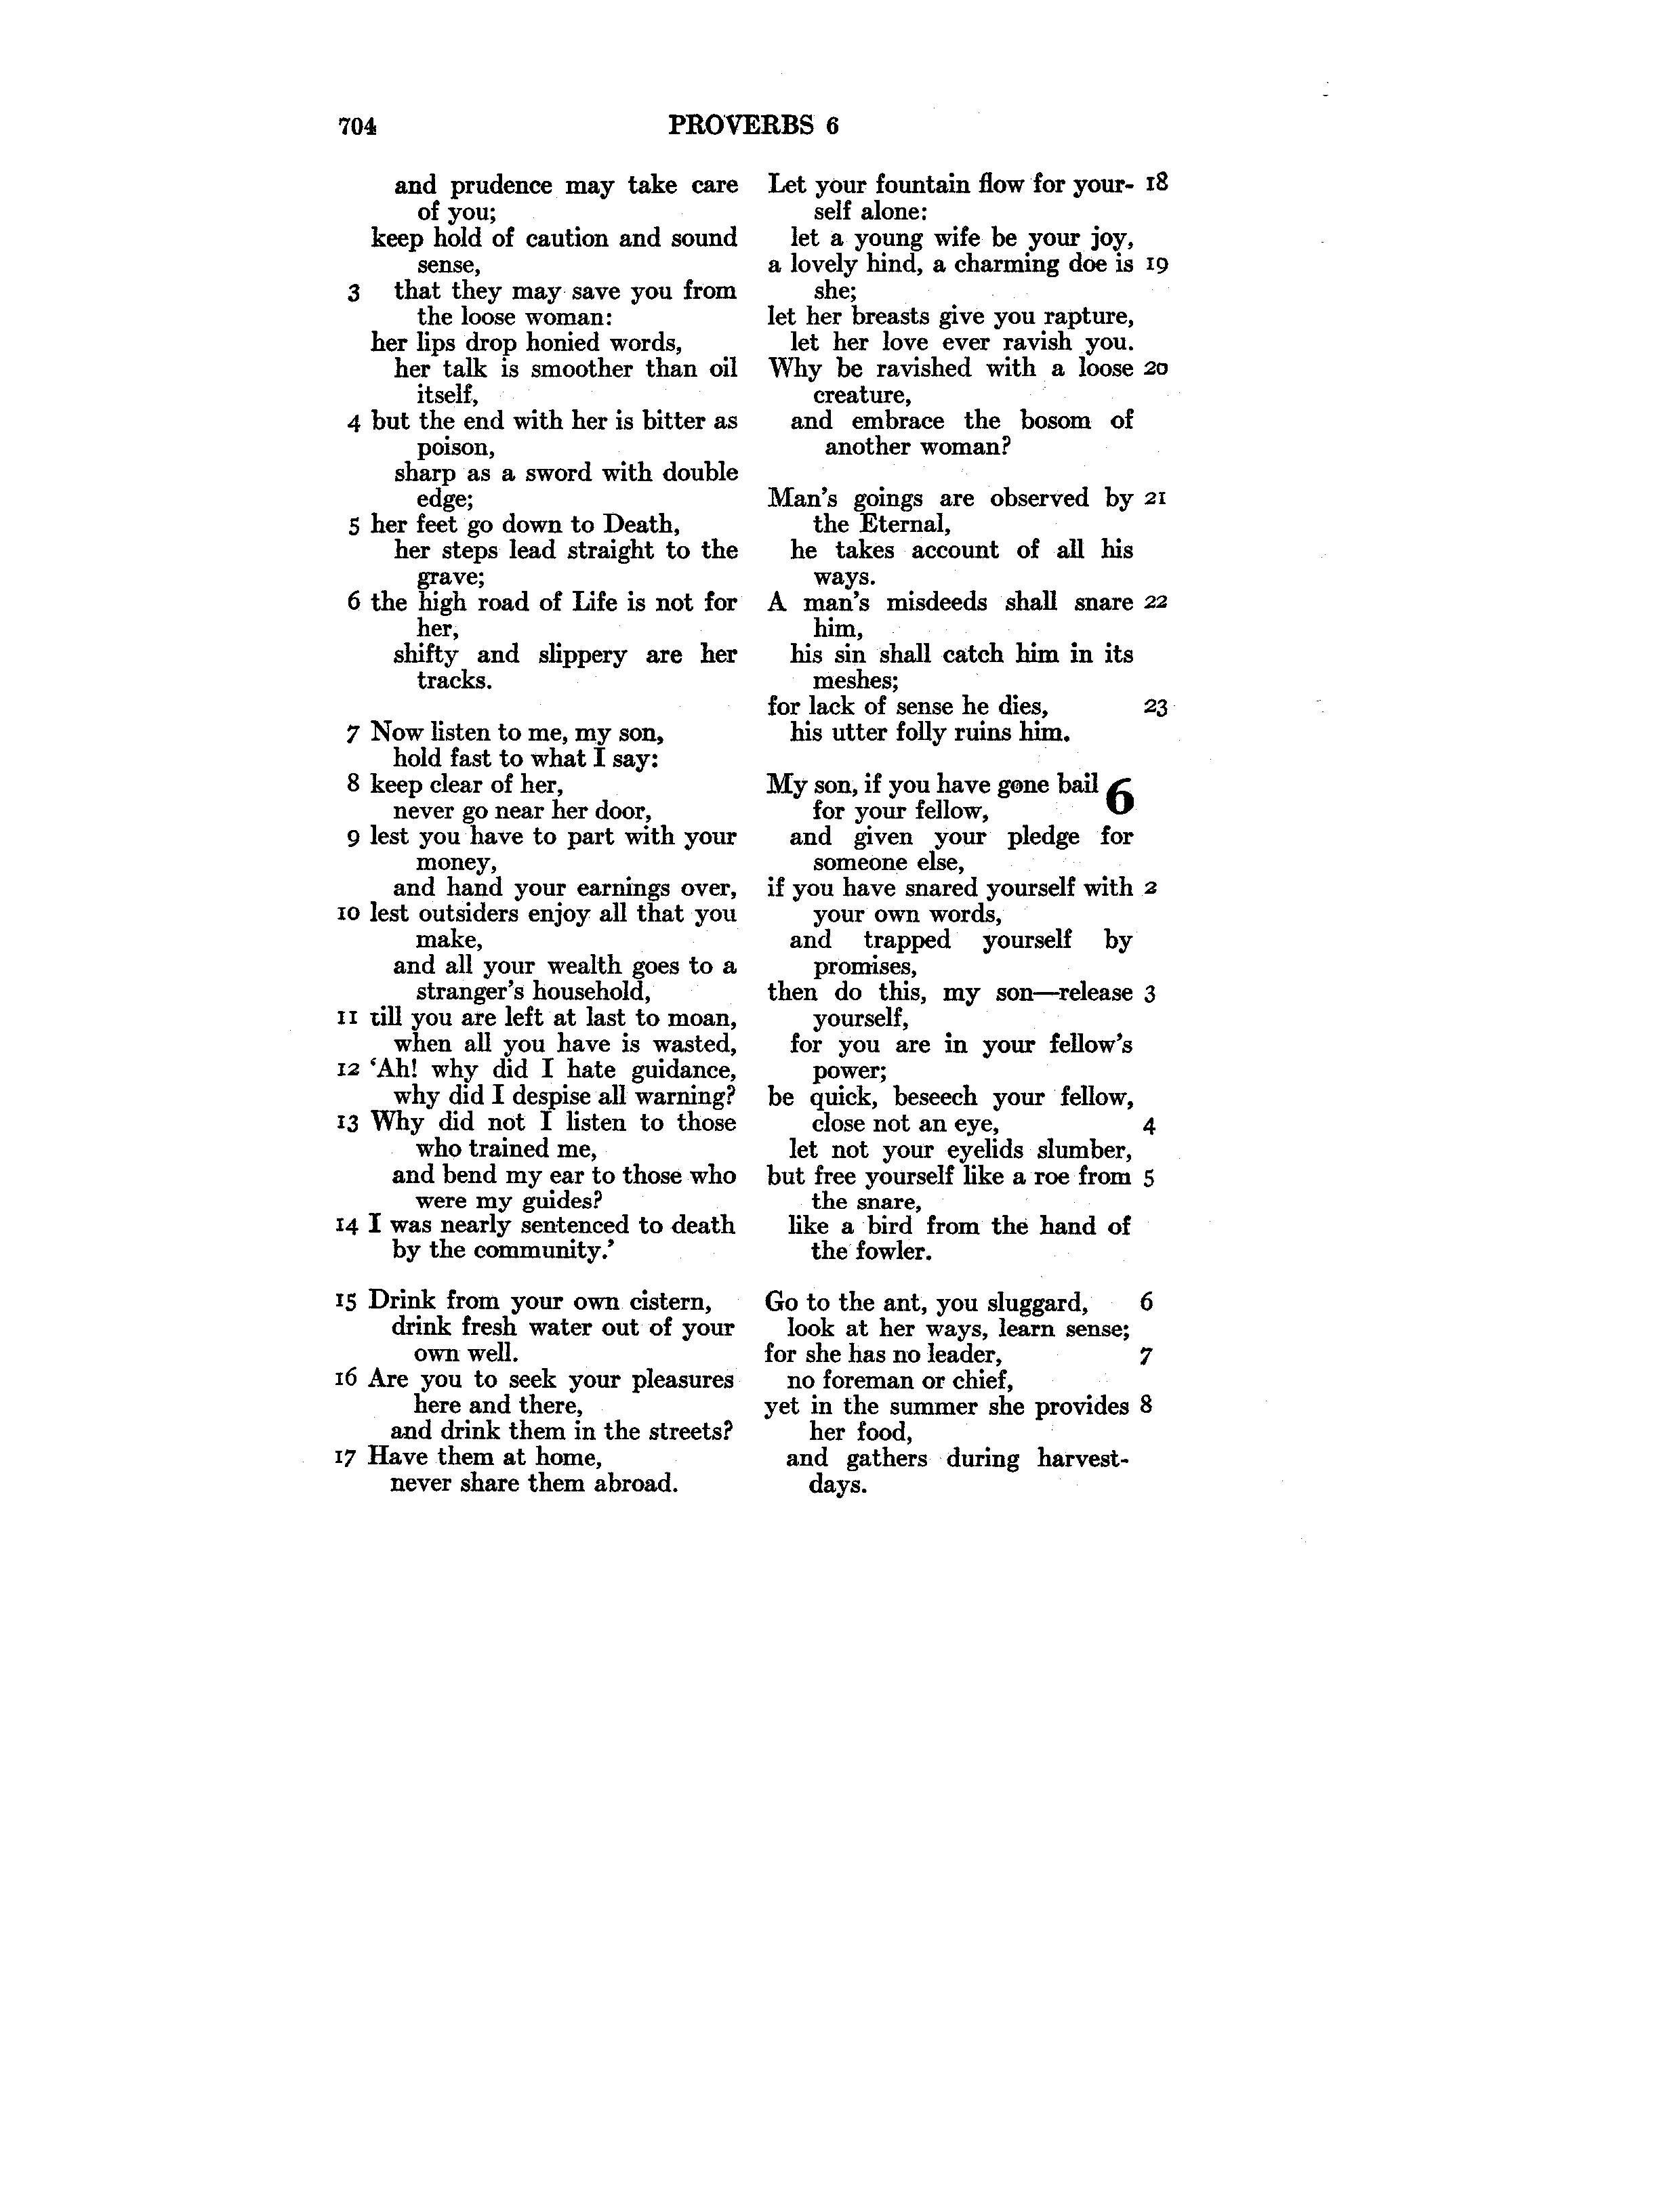 704
PROVERBS 6
and prudence may take care
of you;
keep hold of caution and sound
sense,
3 that they may save you from
the loose woman:
her lips drop honied words,
her talk is smoother than oil
itself,
4 but the end with her is bitter as
poison,
sharp as a sword with double
edge;
5 her feet go down to Death,
her steps lead straight to the
grave;
6 the high road of Life is not for
her,
shifty and slippery are her
tracks.
7 Now listen to me, my son,
hold fast to what I say:
8 keep clear of her,
never go near her door,
9 lest you have to part with your
money,
and hand your earnings over,
10 lest outsiders enjoy all that you
make,
and all your wealth goes to a
stranger's household,
11 till you are left at last to moan,
when all you have is wasted,
12 ‘Ah! why did I hate guidance,
why did I despise all warning?
13 Why did not I listen to those
who trained me,
and bend my ear to those who
were my guides?
14 I was nearly sentenced to death
by the community.’
15 Drink from your own cistern,
drink fresh water out of your
own well.
16 Are you to seek your pleasures
here and there,
and drink them in the streets?
17 Have them at home,
never share them abroad.
Let your fountain flow for your- 18
self alone:
let a young wife be your joy,
a lovely hind, a charming doe is 19
she;
let her breasts give you rapture,
let her love ever ravish you.
Why be ravished with a loose 20
creature,
and embrace the bosom of
another woman?
Man's goings are observed by 21
the Eternal,
he takes account of all his
ways.
A man's misdeeds shall snare 22
him,
his sin shall catch him in its
meshes;
for lack of sense he dies, 23
his utter folly ruins him.
My son, if you have gone bail 6
for your fellow,
and given your pledge for
someone else,
if you have snared yourself with 2
your own words,
and trapped yourself by
promises,
then do this, my son—release 3
yourself,
for you are in your fellow's
power;
be quick, beseech your fellow,
close not an eye, 4
let not your eyelids slumber,
but free yourself like a roe from 5
the snare,
like a bird from the hand of
the fowler.
Go to the ant, you sluggard, 6
look at her ways, learn sense;
for she has no leader, 7
no foreman or chief,
yet in the summer she provides 8
her food,
and gathers during harvest-
days.